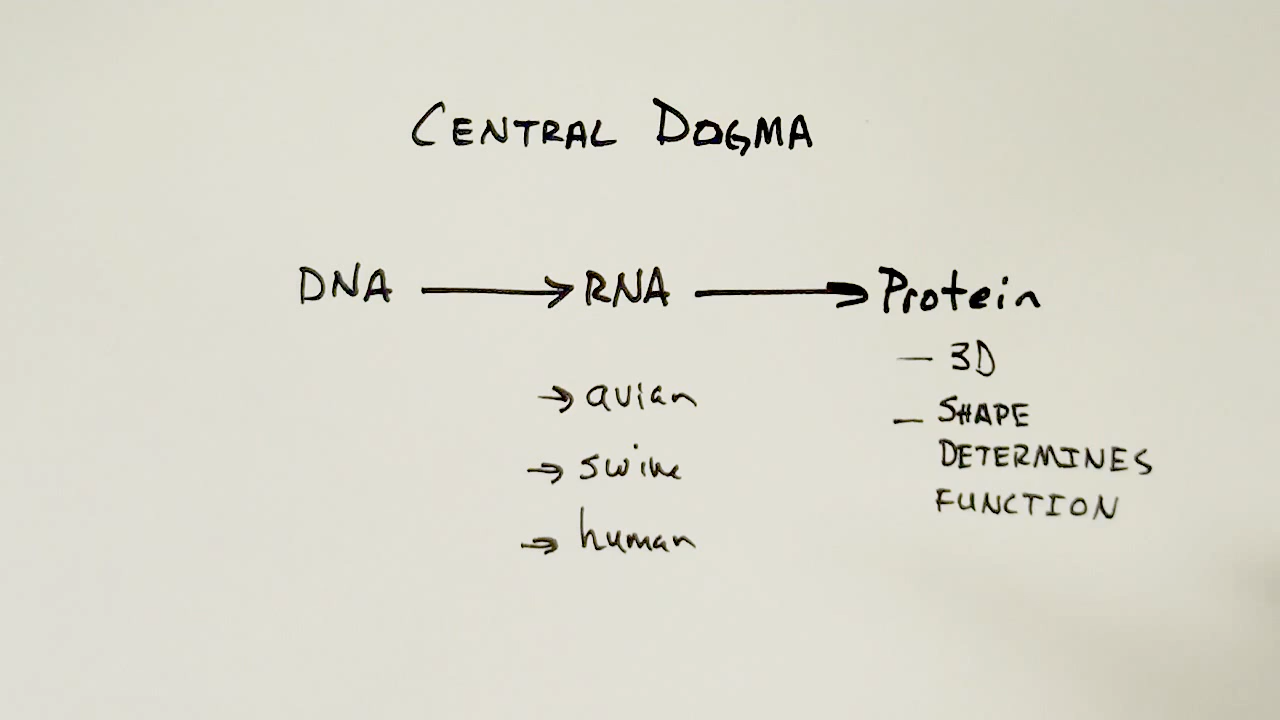 CENTRAL DOGMA
DNA → RNA → Protein
→ avian
→ swine
→ human
— 3D
— SHAPE
DETERMINES
FUNCTION